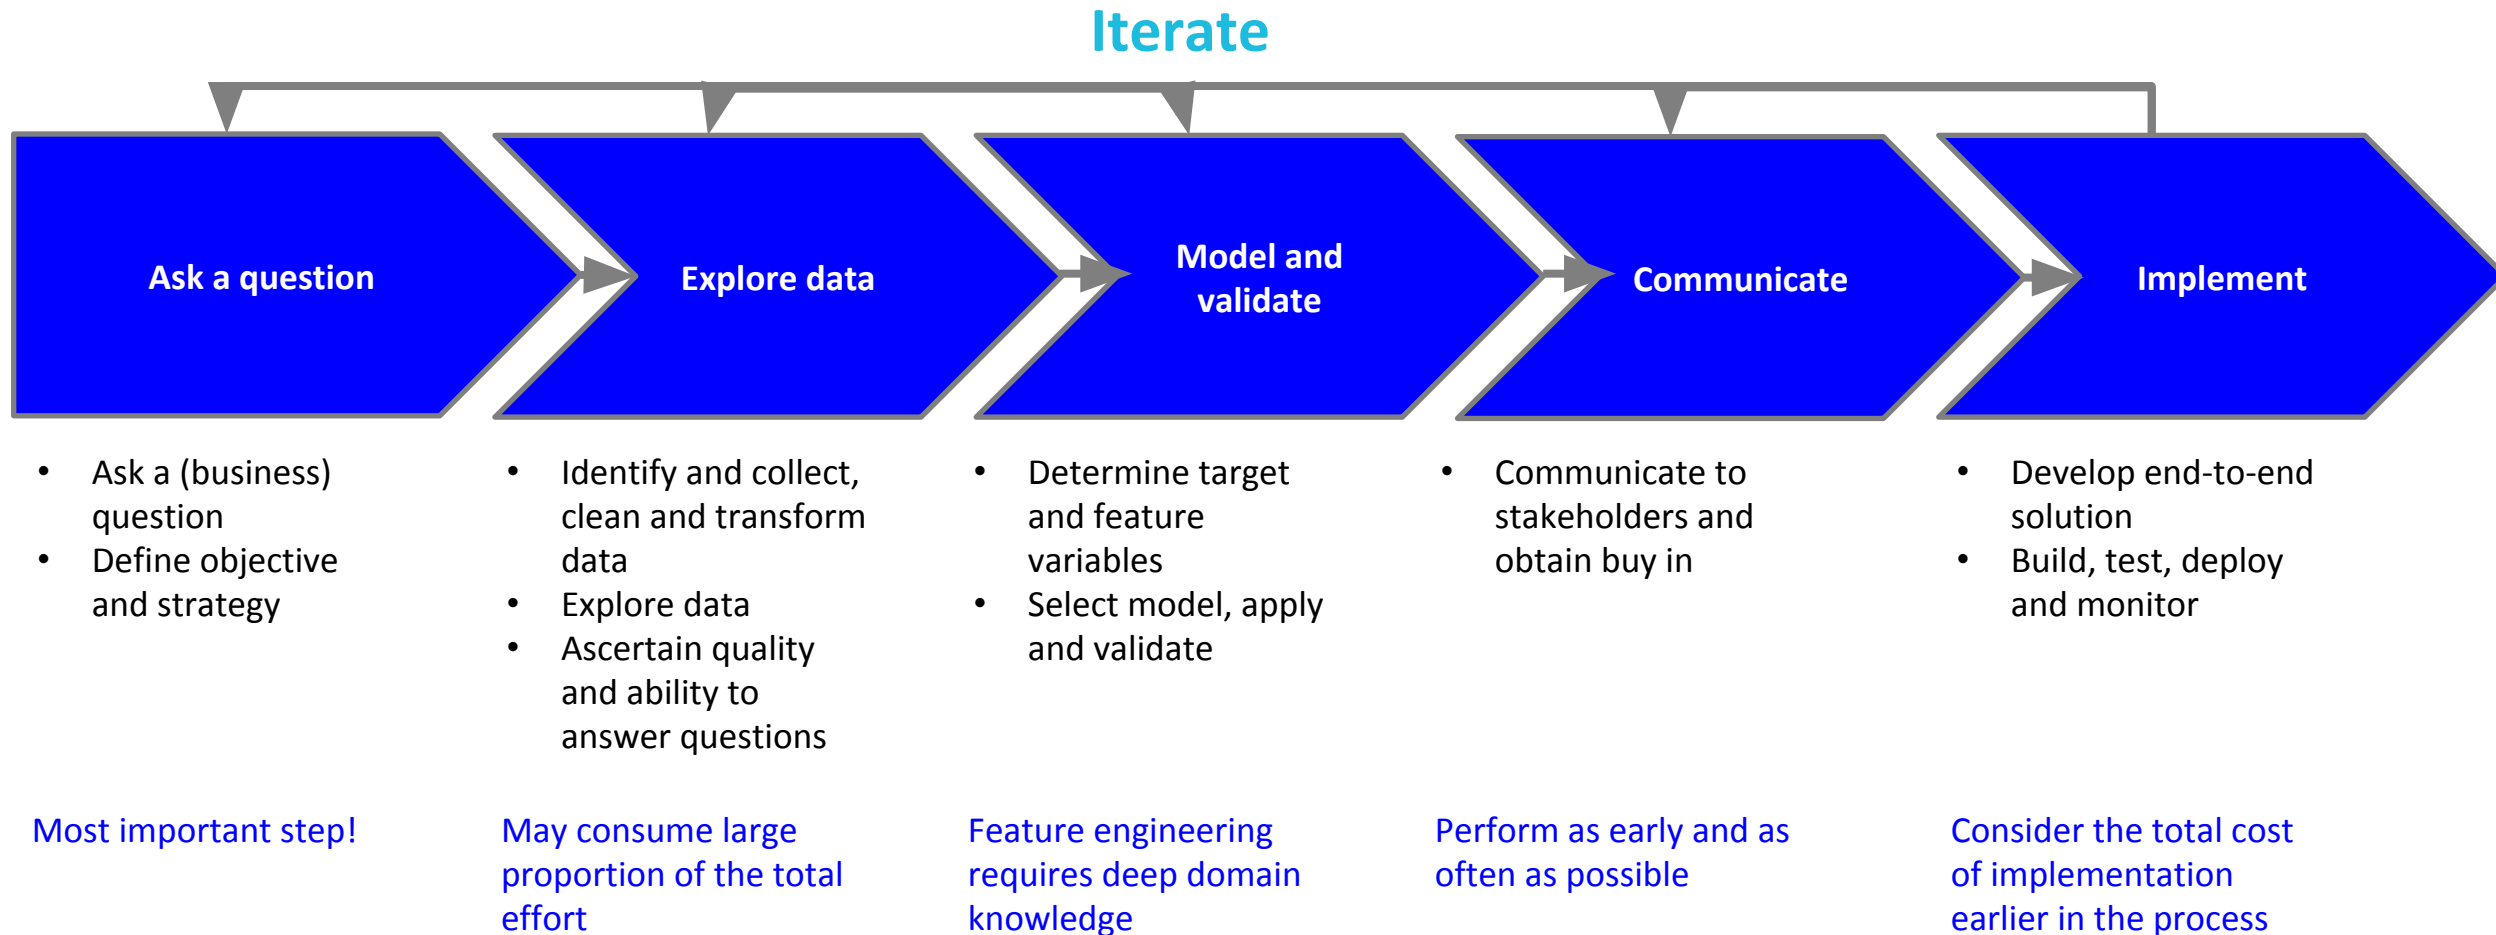 Iterate
Ask a question
Explore data
Model and
validate
Communicate
Implement
• Ask a (business)
question
• Define objective
and strategy
• Identify and collect,
clean and transform
data
• Explore data
• Ascertain quality
and ability to
answer questions
• Determine target
and feature
variables
• Select model, apply
and validate
• Communicate to
stakeholders and
obtain buy in
• Develop end-to-end
solution
• Build, test, deploy
and monitor
Most important step!
May consume large
proportion of the total
effort
Feature engineering
requires deep domain
knowledge
Perform as early and as
often as possible
Consider the total cost
of implementation
earlier in the process